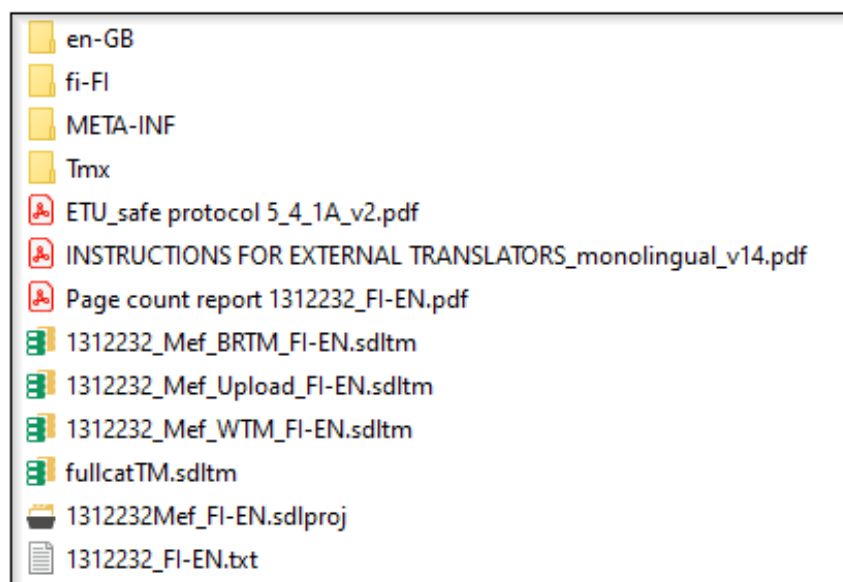 en-GB
fi-FI
META-INF
Tmx
ETU_safe protocol 5_4_1A_v2.pdf
INSTRUCTIONS FOR EXTERNAL TRANSLATORS_monolingual_v14.pdf
Page count report 1312232_FI-EN.pdf
1312232_Mef_BRTM_FI-EN.sdltm
1312232_Mef_Upload_FI-EN.sdltm
1312232_Mef_WTM_FI-EN.sdltm
fullcatTM.sdltm
1312232Mef_FI-EN.sdlproj
1312232_FI-EN.txt